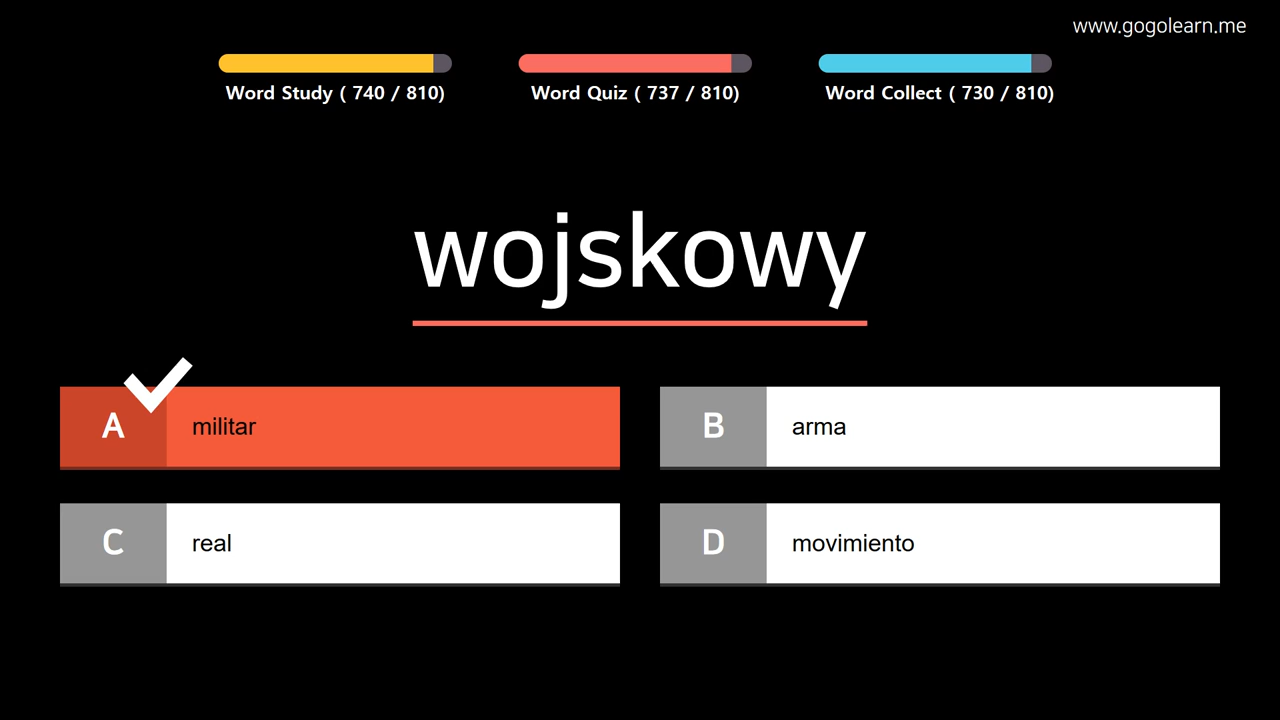 www.gogolearn.me
Word Study ( 740 / 810)
Word Quiz ( 737 / 810)
Word Collect ( 730 / 810)
wojskowy
A militar
B arma
C real
D movimiento